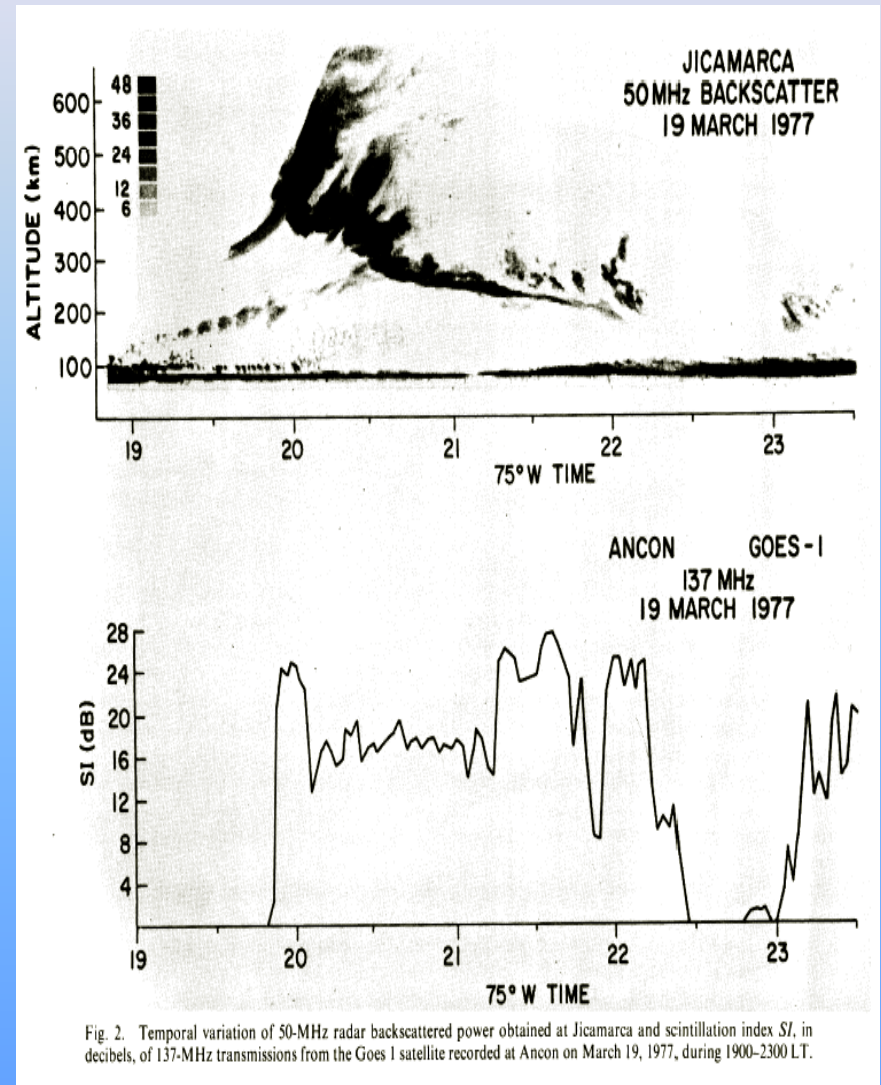 JICAMARCA
50 MHz BACKSCATTER
19 MARCH 1977
48
36
24
12
6
ALTITUDE (km)
600
500
400
300
200
100
19 20 21 22 23
75° W TIME
ANCON GOES-1
137 MHz
19 MARCH 1977
SI (dB)
28
24
20
16
12
8
4
19 20 21 22 23
75° W TIME
Fig. 2. Temporal variation of 50-MHz radar backscattered power obtained at Jicamarca and scintillation index SI, in
decibels, of 137-MHz transmissions from the Goes 1 satellite recorded at Ancon on March 19, 1977, during 1900–2300 LT.